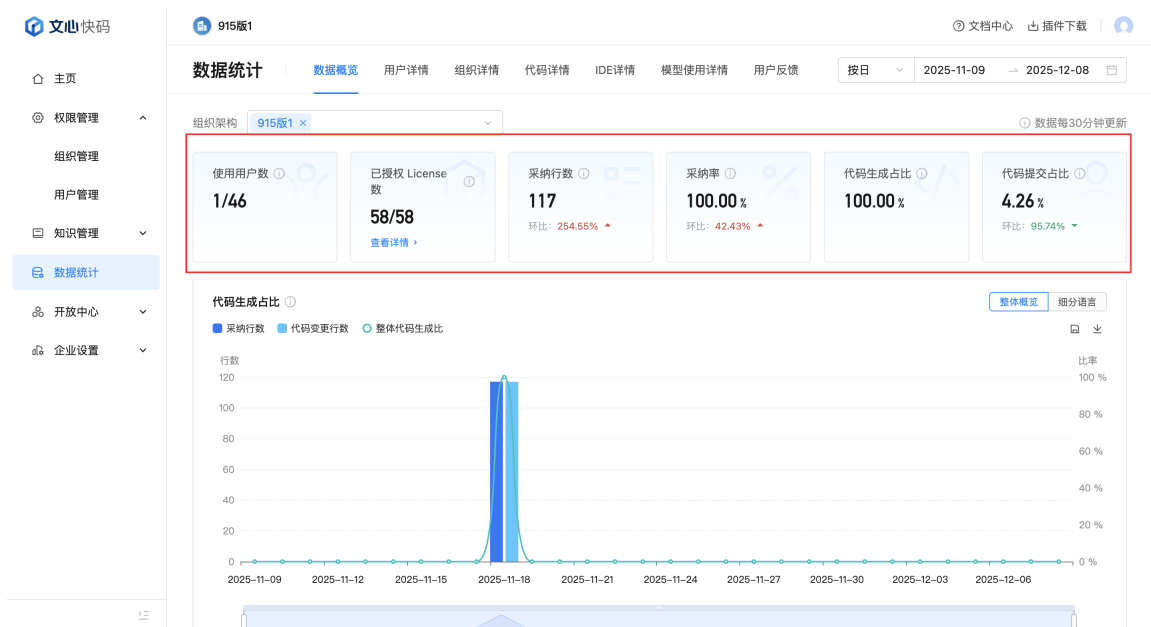 文心快码
915版1
文档中心 插件下载
主页
权限管理
组织管理
用户管理
知识管理
数据统计
开放中心
企业设置
数据统计 数据概览 用户详情 组织详情 代码详情 IDE详情 模型使用详情 用户反馈 按日 2025-11-09 → 2025-12-08
组织架构 915版1 × 数据每30分钟更新
使用用户数
1/46
已授权 License
数
58/58
查看详情 ›
采纳行数
117
环比: 254.55%
采纳率
100.00 %
环比: 42.43%
代码生成占比
100.00 %
代码提交占比
4.26 %
环比: 95.74%
代码生成占比 整体概览 细分语言
采纳行数 代码变更行数 整体代码生成比
行数 比率
120 100 %
100
80 80 %
60 60 %
40 40 %
20 20 %
0 0 %
2025-11-09 2025-11-12 2025-11-15 2025-11-18 2025-11-21 2025-11-24 2025-11-27 2025-11-30 2025-12-03 2025-12-06